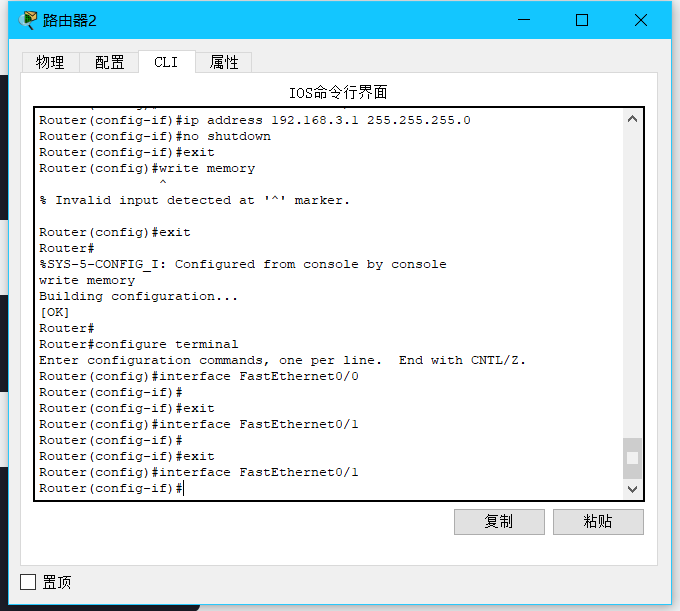 路由器2
物理 配置 CLI 属性
IOS命令行界面
Router(config-if)#ip address 192.168.3.1 255.255.255.0
Router(config-if)#no shutdown
Router(config-if)#exit
Router(config)#write memory
^
% Invalid input detected at '^' marker.
Router(config)#exit
Router#
%SYS-5-CONFIG_I: Configured from console by console
write memory
Building configuration...
[OK]
Router#
Router#configure terminal
Enter configuration commands, one per line.  End with CNTL/Z.
Router(config)#interface FastEthernet0/0
Router(config-if)#
Router(config-if)#exit
Router(config)#interface FastEthernet0/1
Router(config-if)#
Router(config-if)#exit
Router(config)#interface FastEthernet0/1
Router(config-if)#
复制 粘贴
置顶